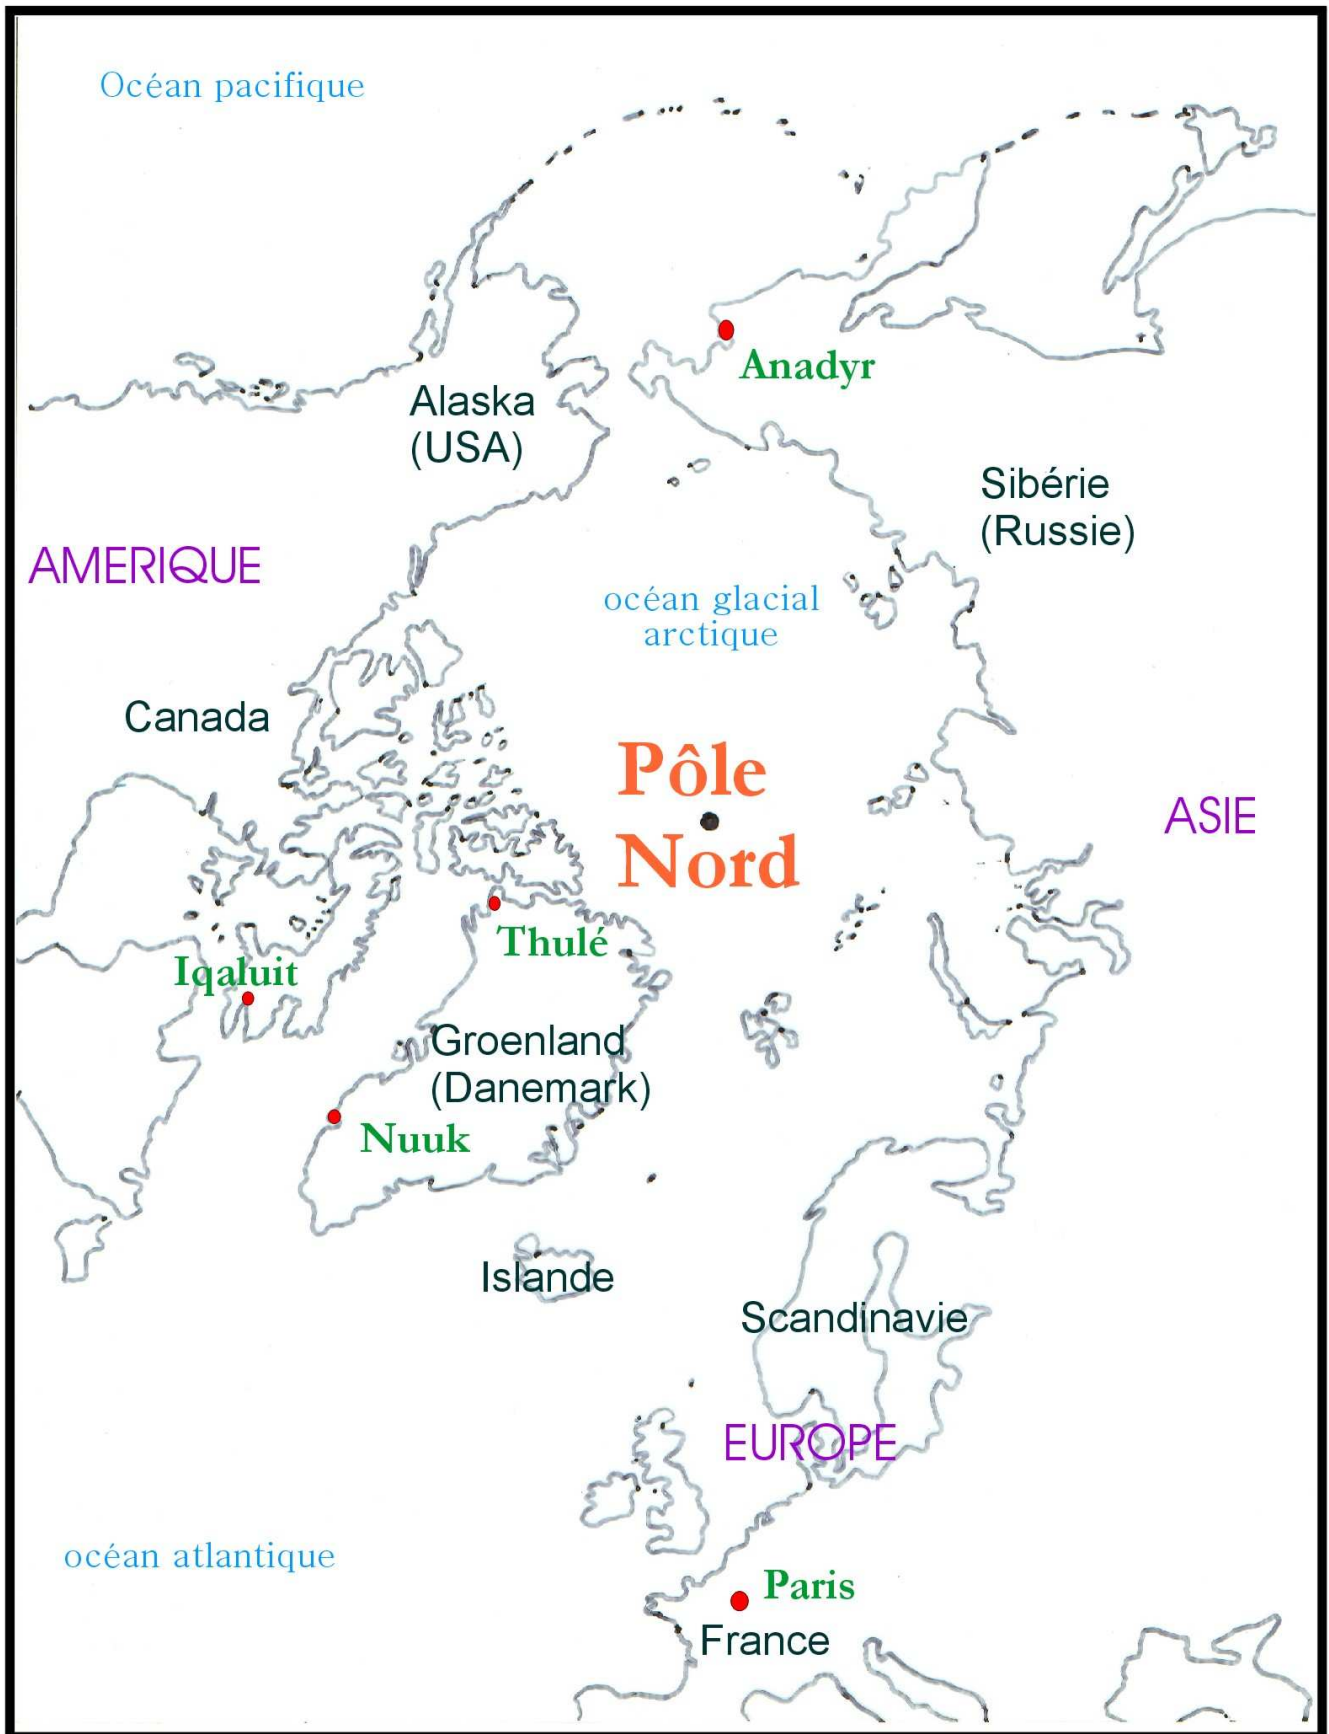 Océan pacifique
Anadyr
Alaska
(USA)
Sibérie
(Russie)
AMERIQUE
océan glacial
arctique
Canada
Pôle
Nord
ASIE
Thulé
Iqaluit
Groenland
(Danemark)
Nuuk
Islande
Scandinavie
EUROPE
océan atlantique
Paris
France